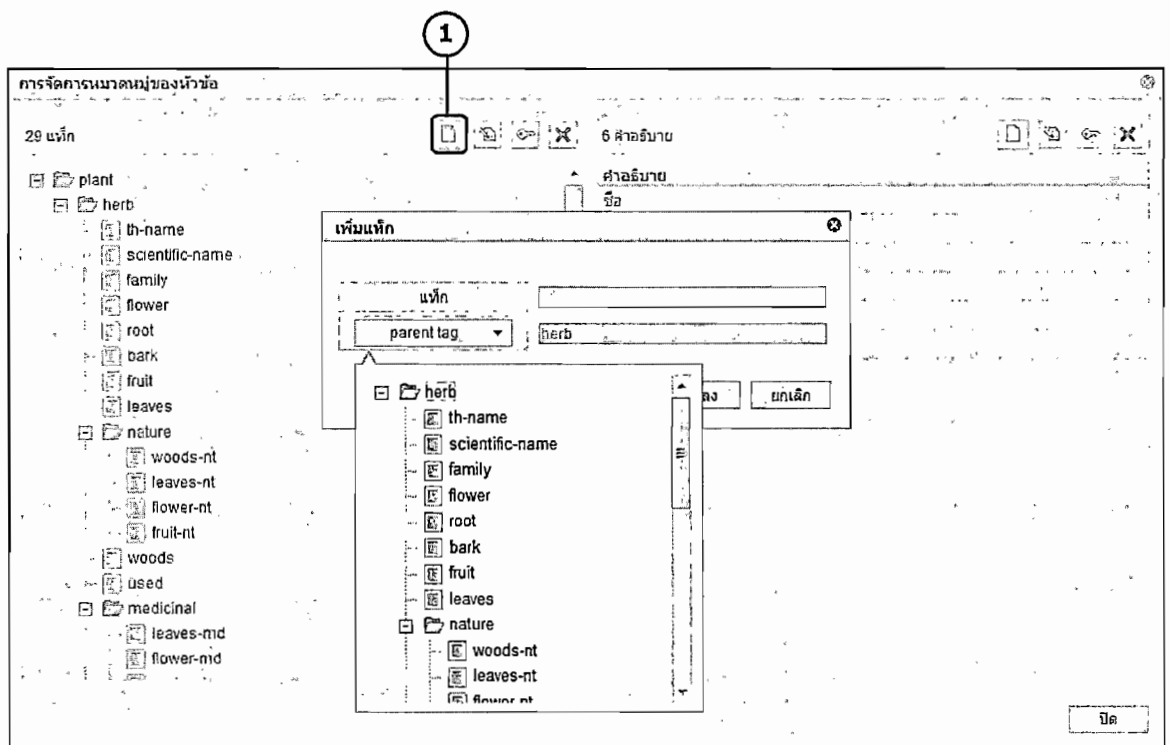 1
การจัดการหมวดหมู่ของหัวข้อ
29 แท็ก
6 คำอธิบาย
plant
herb
th-name
scientific-name
family
flower
root
bark
fruit
leaves
nature
woods-nt
leaves-nt
flower-nt
fruit-nt
woods
used
medicinal
leaves-md
flower-md
คำอธิบาย
ชื่อ
เพิ่มแท็ก
แท็ก
parent tag
herb
ลง
ยกเลิก
herb
th-name
scientific-name
family
flower
root
bark
fruit
leaves
nature
woods-nt
leaves-nt
flower-nt
ปิด